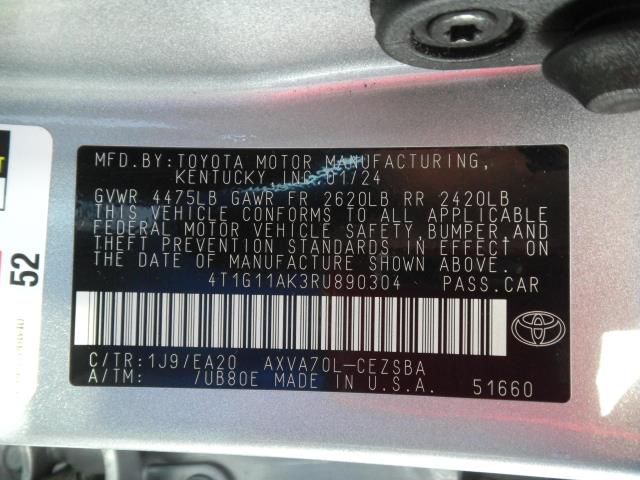 MFD.BY:TOYOTA MOTOR MANUFACTURING,
KENTUCKY, INC.01/24
GVWR 4475LB GAWR FR 2620LB RR 2420LB
THIS VEHICLE CONFORMS TO ALL APPLICABLE
FEDERAL MOTOR VEHICLE SAFETY,BUMPER,AND
THEFT PREVENTION STANDARDS IN EFFECT ON
THE DATE OF MANUFACTURE SHOWN ABOVE.
4T1G11AK3RU890304 PASS.CAR
C/TR:1J9/EA20 AXVA70L-CEZSBA
A/TM: /UB80E MADE IN U.S.A. 51660
52